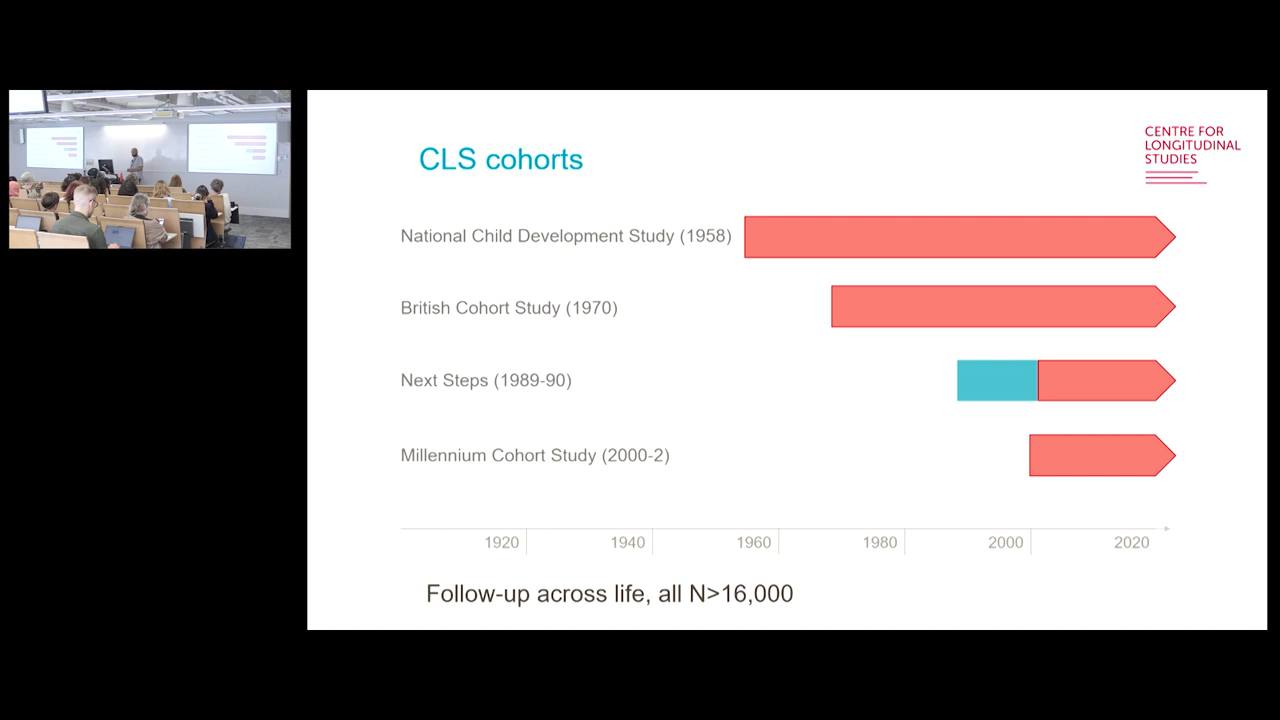 CLS cohorts
CENTRE FOR
LONGITUDINAL
STUDIES
National Child Development Study (1958)
British Cohort Study (1970)
Next Steps (1989-90)
Millennium Cohort Study (2000-2)
1920 1940 1960 1980 2000 2020
Follow-up across life, all N>16,000